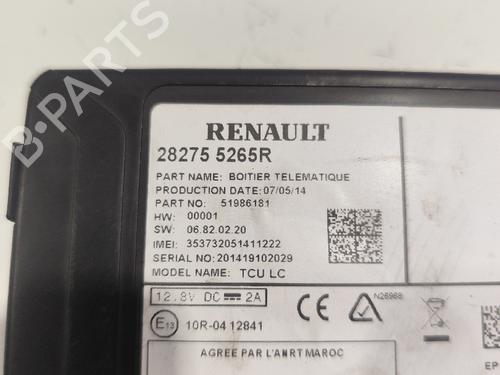 RENAULT
28275 5265R
PART NAME: BOITIER TELEMATIQUE
PRODUCTION DATE: 07/05/14
PART NO: 51986181
HW: 00001
SW: 06.82.02.20
IMEI: 353732051411222
SERIAL NO: 201419102029
MODEL NAME: TCU LC
12.8V DC 2A
CE
N26968
E13 10R-04 12841
AGREE PAR L'ANRT MAROC
EP
B-PARTS